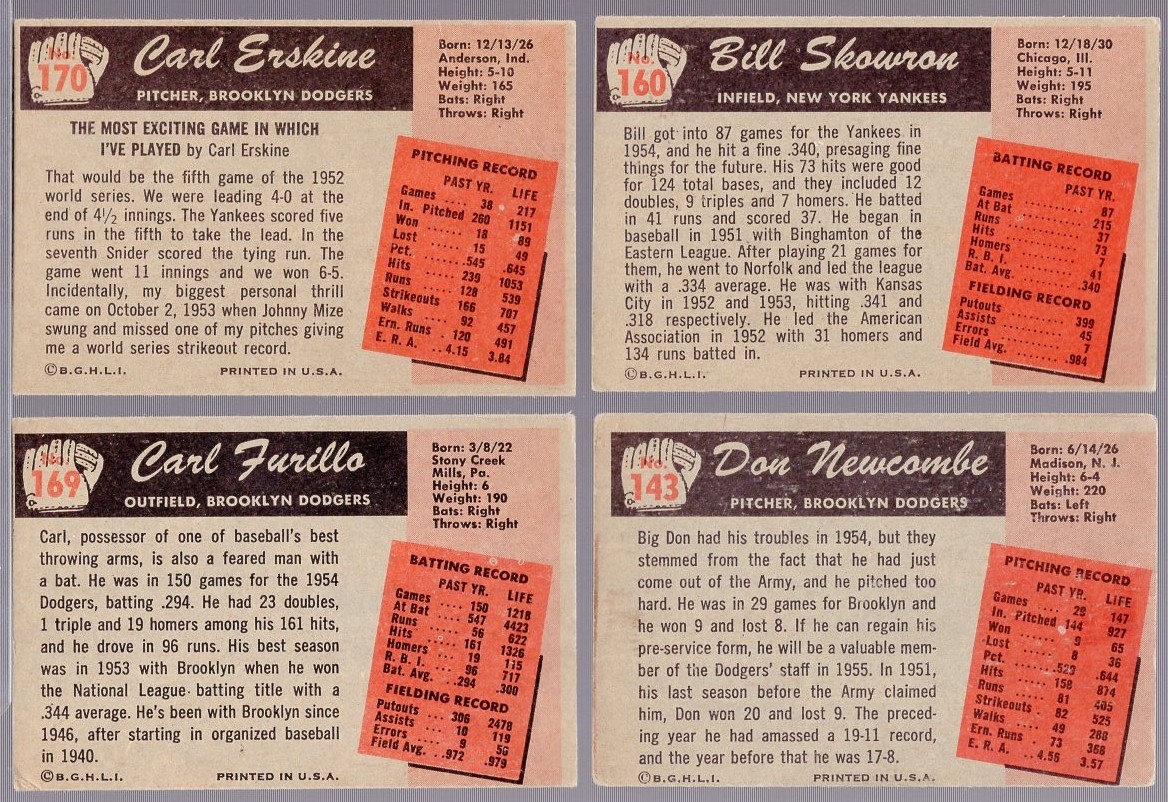 No.
170
Carl Erskine
PITCHER, BROOKLYN DODGERS
Born: 12/13/26
Anderson, Ind.
Height: 5-10
Weight: 165
Bats: Right
Throws: Right
THE MOST EXCITING GAME IN WHICH
I'VE PLAYED by Carl Erskine
That would be the fifth game of the 1952
world series. We were leading 4-0 at the
end of 4½ innings. The Yankees scored five
runs in the fifth to take the lead. In the
seventh Snider scored the tying run. The
game went 11 innings and we won 6-5.
Incidentally, my biggest personal thrill
came on October 2, 1953 when Johnny Mize
swung and missed one of my pitches giving
me a world series strikeout record.
PITCHING RECORD
PAST YR. LIFE
Games ..... 38 217
In. Pitched 260 1151
Won ...... 18 89
Lost ...... 15 49
Pct. ..... .545 .645
Hits ..... 239 1053
Runs ..... 128 539
Strikeouts 166 707
Walks .... 92 457
Ern. Runs 120 491
E. R. A. .. 4.15 3.84
©B.G.H.L.I. PRINTED IN U.S.A.
No.
160
Bill Skowron
INFIELD, NEW YORK YANKEES
Born: 12/18/30
Chicago, Ill.
Height: 5-11
Weight: 195
Bats: Right
Throws: Right
Bill got into 87 games for the Yankees in
1954, and he hit a fine .340, presaging fine
things for the future. His 73 hits were good
for 124 total bases, and they included 12
doubles, 9 triples and 7 homers. He batted
in 41 runs and scored 37. He began in
baseball in 1951 with Binghamton of the
Eastern League. After playing 21 games for
them, he went to Norfolk and led the league
with a .334 average. He was with Kansas
City in 1952 and 1953, hitting .341 and
.318 respectively. He led the American
Association in 1952 with 31 homers and
134 runs batted in.
BATTING RECORD
PAST YR.
Games .......... 87
At Bat .......... 215
Runs .......... 37
Hits .......... 73
Homers .......... 7
R. B. I. .......... 41
Bat. Avg. .......... .340
FIELDING RECORD
Putouts .......... 399
Assists .......... 45
Errors .......... 7
Field Avg. .......... .984
©B.G.H.L.I. PRINTED IN U.S.A.
No.
169
Carl Furillo
OUTFIELD, BROOKLYN DODGERS
Born: 3/8/22
Stony Creek
Mills, Pa.
Height: 6
Weight: 190
Bats: Right
Throws: Right
Carl, possessor of one of baseball's best
throwing arms, is also a feared man with
a bat. He was in 150 games for the 1954
Dodgers, batting .294. He had 23 doubles,
1 triple and 19 homers among his 161 hits,
and he drove in 96 runs. His best season
was in 1953 with Brooklyn when he won
the National League batting title with a
.344 average. He's been with Brooklyn since
1946, after starting in organized baseball
in 1940.
BATTING RECORD
PAST YR. LIFE
Games .... 150 1218
At Bat .... 547 4423
Runs ...... 56 622
Hits ...... 161 1326
Homers .... 19 115
R. B. I. .... 96 717
Bat. Avg. .. .294 .300
FIELDING RECORD
Putouts .. 306 2478
Assists .... 10 119
Errors .... 9
Field Avg. .. .972 .979
©B.G.H.L.I. PRINTED IN U.S.A.
No.
143
Don Newcombe
PITCHER, BROOKLYN DODGERS
Born: 6/14/26
Madison, N. J.
Height: 6-4
Weight: 220
Bats: Left
Throws: Right
Big Don had his troubles in 1954, but they
stemmed from the fact that he had just
come out of the Army, and he pitched too
hard. He was in 29 games for Brooklyn and
he won 9 and lost 8. If he can regain his
pre-service form, he will be a valuable mem-
ber of the Dodgers' staff in 1955. In 1951,
his last season before the Army claimed
him, Don won 20 and lost 9. The preced-
ing year he had amassed a 19-11 record,
and the year before that he was 17-8.
PITCHING RECORD
PAST YR. LIFE
Games ..... 29 147
In. Pitched 144 927
Won ...... 9 65
Lost ...... 8 36
Pct. ..... .529 .644
Hits ..... 158 874
Runs ..... 81
Strikeouts 82 525
Walks .... 49 288
Ern. Runs 73 368
E. R. A. .. 4.56 3.57
©B.G.H.L.I. PRINTED IN U.S.A.